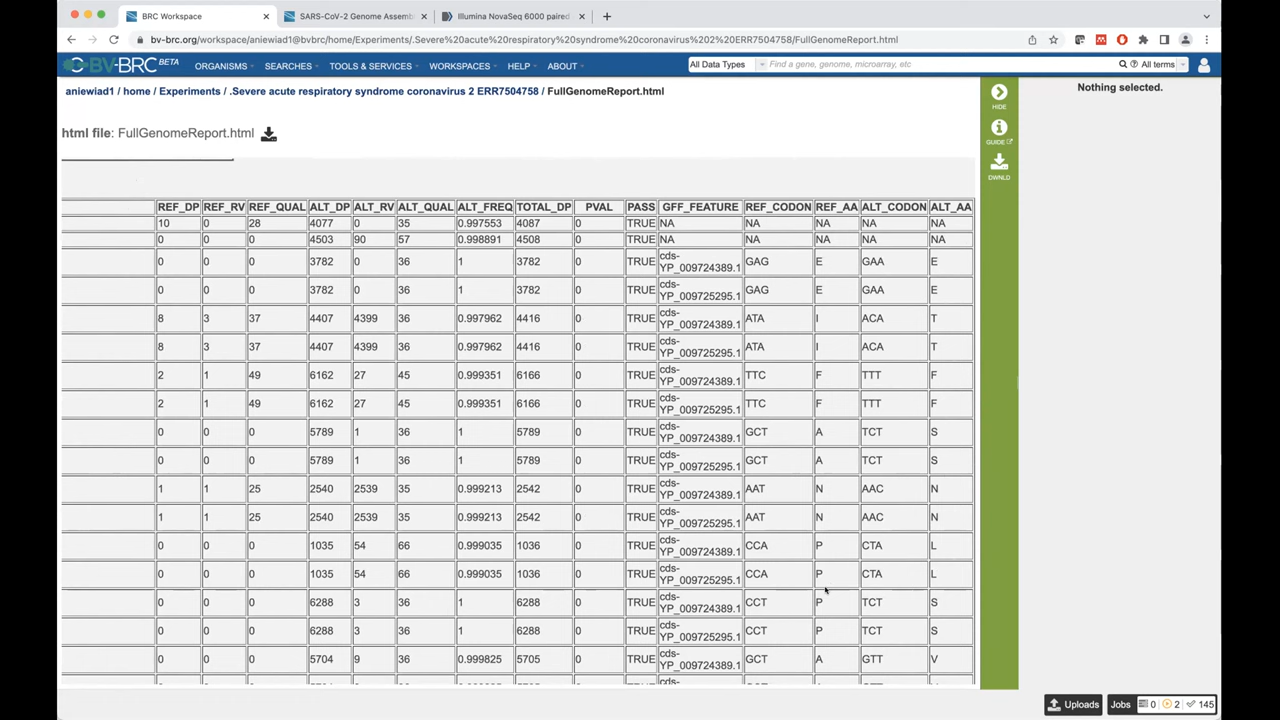 BRC Workspace
SARS-CoV-2 Genome Assemb
Illumina NovaSeq 6000 paired
bv-brc.org/workspace/aniewiad1@bvbrc/home/Experiments/.Severe%20acute%20respiratory%20syndrome%20coronavirus%202%20ERR7504758/FullGenomeReport.html
BV-BRC BETA ORGANISMS SEARCHES TOOLS & SERVICES WORKSPACES HELP ABOUT All Data Types Find a gene, genome, microarray, etc All terms
aniewiad1 / home / Experiments / .Severe acute respiratory syndrome coronavirus 2 ERR7504758 / FullGenomeReport.html
HIDE
GUIDE
DWNLD
Nothing selected.
html file: FullGenomeReport.html
REF_DP REF_RV REF_QUAL ALT_DP ALT_RV ALT_QUAL ALT_FREQ TOTAL_DP PVAL PASS GFF_FEATURE REF_CODON REF_AA ALT_CODON ALT_AA
10 0 28 4077 0 35 0.997553 4087 0 TRUE NA NA NA NA NA
0 0 0 4503 90 57 0.998891 4508 0 TRUE NA NA NA NA NA
0 0 0 3782 0 36 1 3782 0 TRUE cds-YP_009724389.1 GAG E GAA E
0 0 0 3782 0 36 1 3782 0 TRUE cds-YP_009725295.1 GAG E GAA E
8 3 37 4407 4399 36 0.997962 4416 0 TRUE cds-YP_009724389.1 ATA I ACA T
8 3 37 4407 4399 36 0.997962 4416 0 TRUE cds-YP_009725295.1 ATA I ACA T
2 1 49 6162 27 45 0.999351 6166 0 TRUE cds-YP_009724389.1 TTC F TTT F
2 1 49 6162 27 45 0.999351 6166 0 TRUE cds-YP_009725295.1 TTC F TTT F
0 0 0 5789 1 36 1 5789 0 TRUE cds-YP_009724389.1 GCT A TCT S
0 0 0 5789 1 36 1 5789 0 TRUE cds-YP_009725295.1 GCT A TCT S
1 1 25 2540 2539 35 0.999213 2542 0 TRUE cds-YP_009724389.1 AAT N AAC N
1 1 25 2540 2539 35 0.999213 2542 0 TRUE cds-YP_009725295.1 AAT N AAC N
0 0 0 1035 54 66 0.999035 1036 0 TRUE cds-YP_009724389.1 CCA P CTA L
0 0 0 1035 54 66 0.999035 1036 0 TRUE cds-YP_009725295.1 CCA P CTA L
0 0 0 6288 3 36 1 6288 0 TRUE cds-YP_009724389.1 CCT P TCT S
0 0 0 6288 3 36 1 6288 0 TRUE cds-YP_009725295.1 CCT P TCT S
0 0 0 5704 9 36 0.999825 5705 0 TRUE cds-YP_009724389.1 GCT A GTT V
cds-
Uploads Jobs 0 2 145